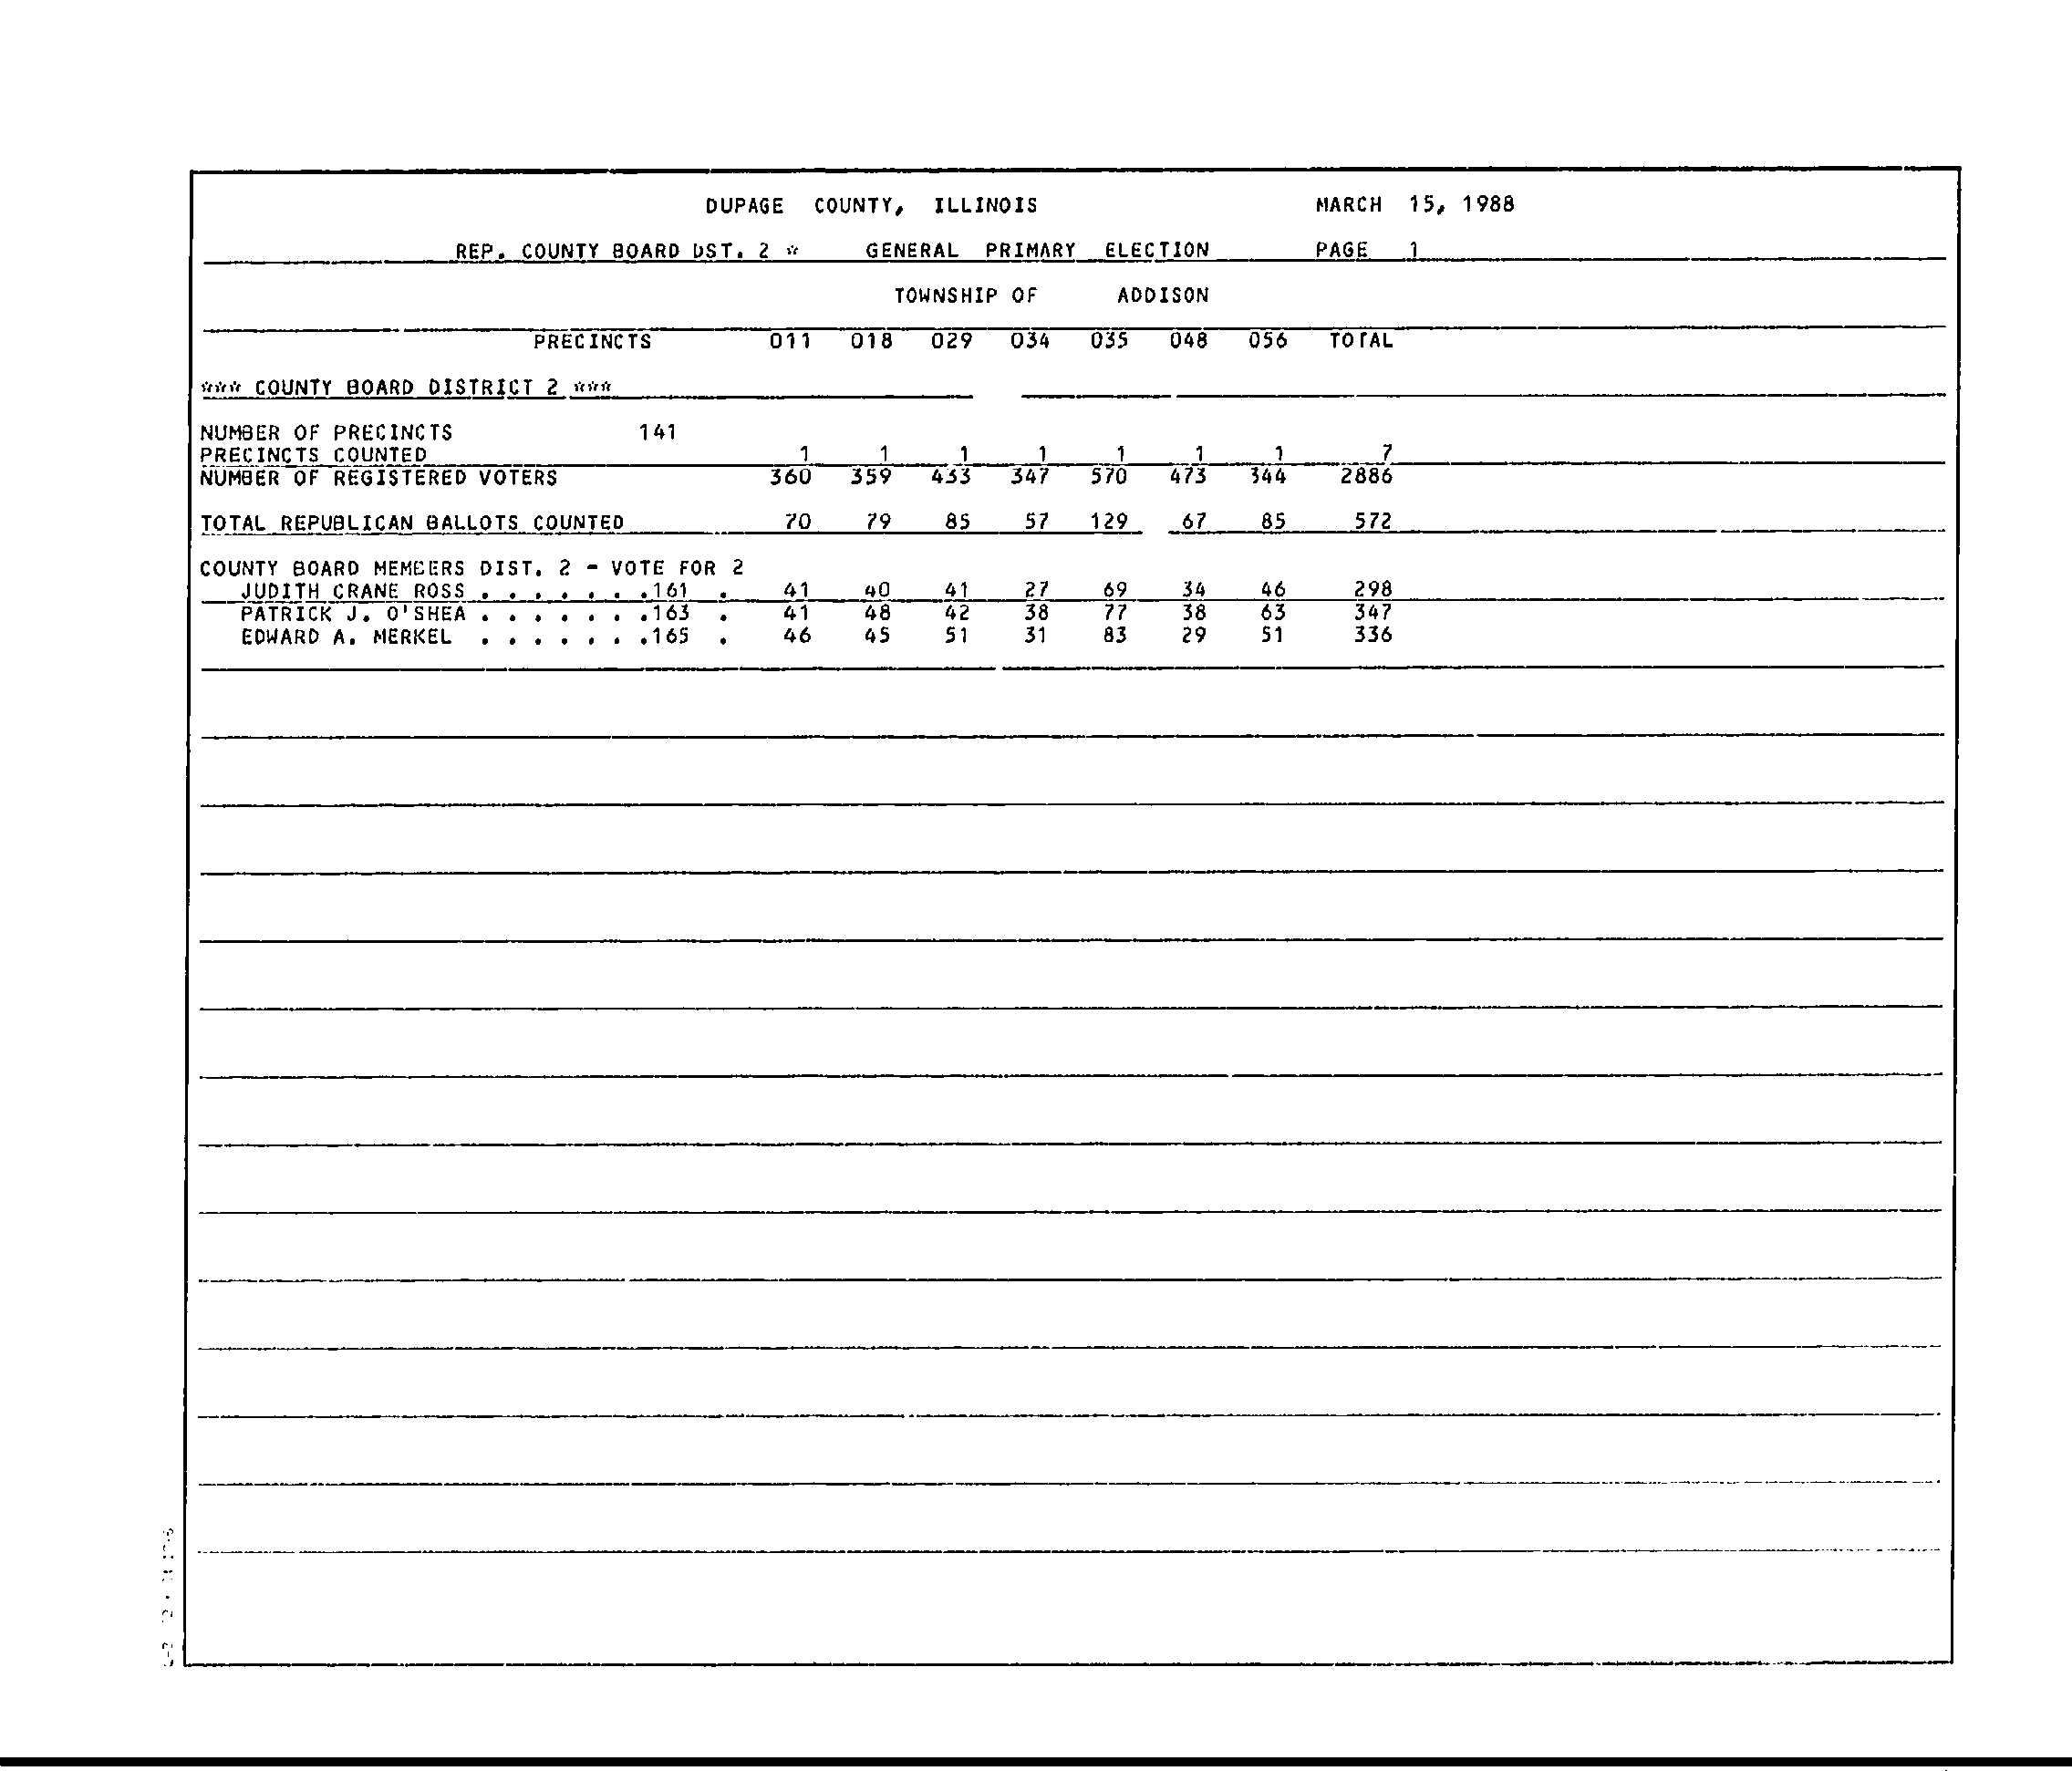 DUPAGE COUNTY, ILLINOIS MARCH 15, 1988
REP. COUNTY BOARD DST. 2 * GENERAL PRIMARY ELECTION PAGE 1
TOWNSHIP OF ADDISON
PRECINCTS 011 018 029 034 035 048 056 TOTAL
*** COUNTY BOARD DISTRICT 2 ***
NUMBER OF PRECINCTS 141
PRECINCTS COUNTED 1 1 1 1 1 1 1 7
NUMBER OF REGISTERED VOTERS 360 359 433 347 570 473 344 2886
TOTAL REPUBLICAN BALLOTS COUNTED 70 79 85 57 129 67 85 572
COUNTY BOARD MEMBERS DIST. 2 - VOTE FOR 2
JUDITH CRANE ROSS . . . . . . .161 . 41 40 41 27 69 34 46 298
PATRICK J. O'SHEA . . . . . . .163 . 41 48 42 38 77 38 63 347
EDWARD A. MERKEL . . . . . . .165 . 46 45 51 31 83 29 51 336